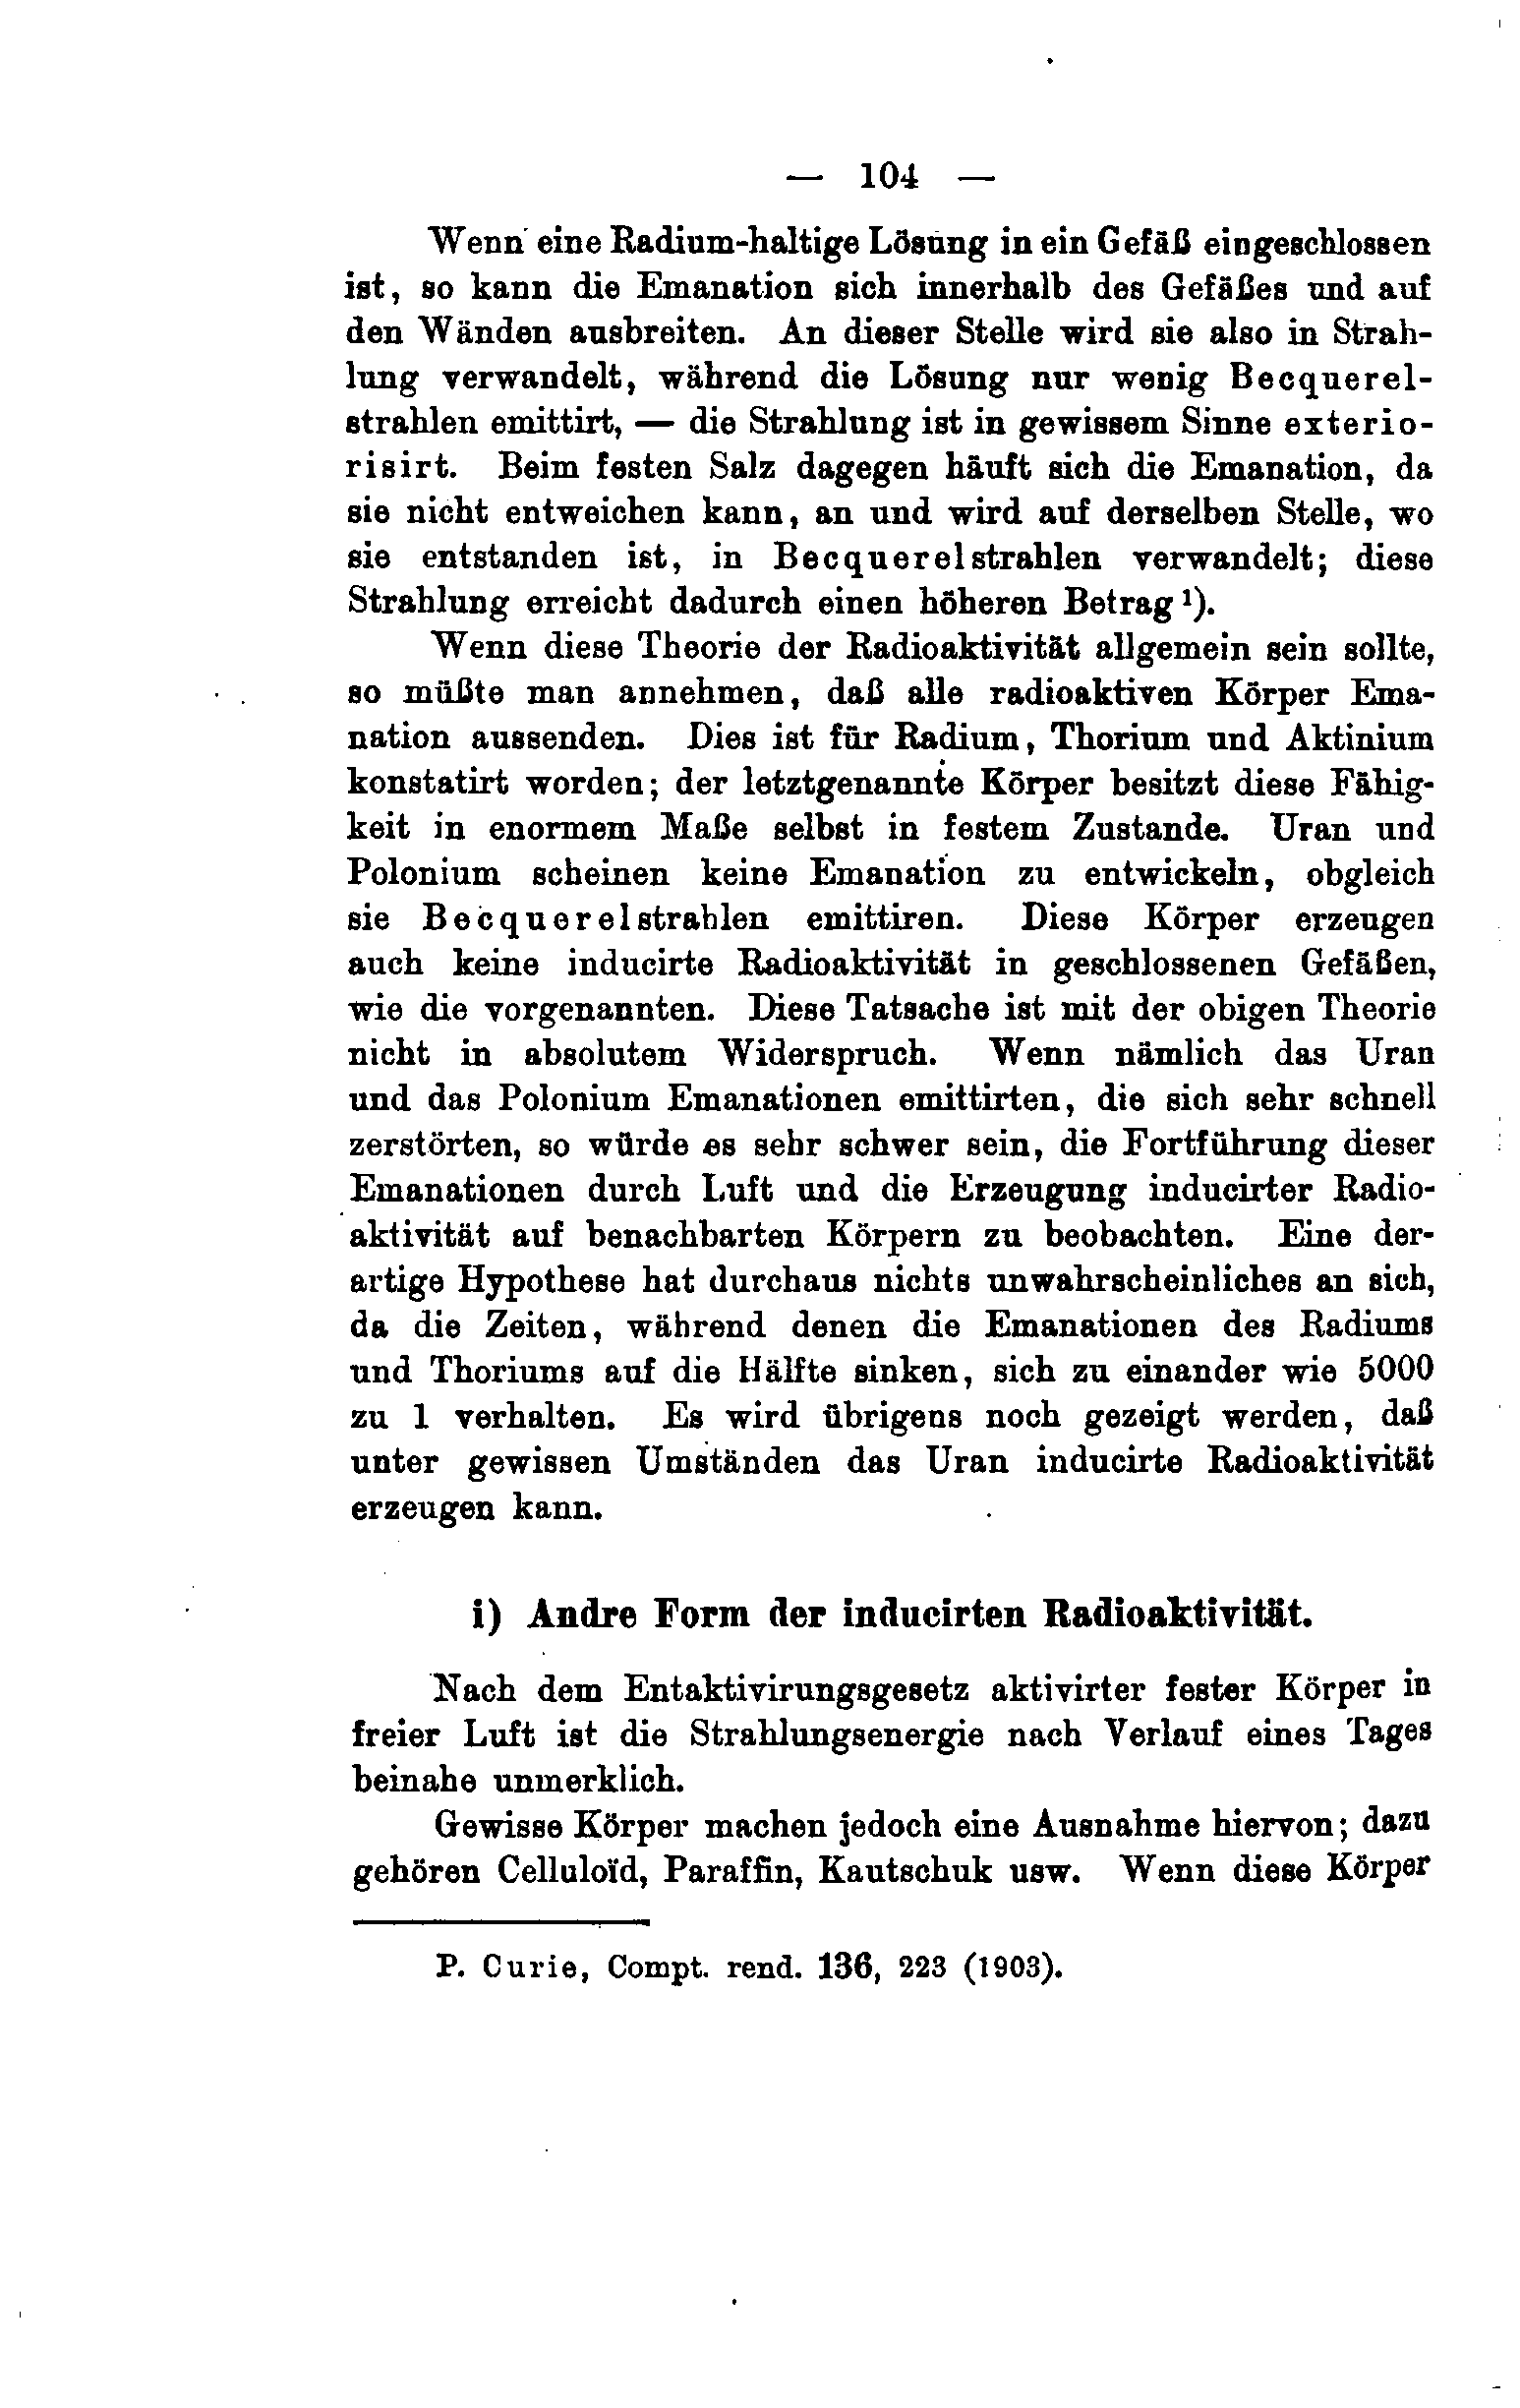 — 104 —
Wenn eine Radium-haltige Lösung in ein Gefäß eingeschlossen
ist, so kann die Emanation sich innerhalb des Gefäßes und auf
den Wänden ausbreiten. An dieser Stelle wird sie also in Strah-
lung verwandelt, während die Lösung nur wenig Becquerel-
strahlen emittirt, — die Strahlung ist in gewissem Sinne exterio-
risirt. Beim festen Salz dagegen häuft sich die Emanation, da
sie nicht entweichen kann, an und wird auf derselben Stelle, wo
sie entstanden ist, in Becquerelstrahlen verwandelt; diese
Strahlung erreicht dadurch einen höheren Betrag ¹).
Wenn diese Theorie der Radioaktivität allgemein sein sollte,
so müßte man annehmen, daß alle radioaktiven Körper Ema-
nation aussenden. Dies ist für Radium, Thorium und Aktinium
konstatirt worden; der letztgenannte Körper besitzt diese Fähig-
keit in enormem Maße selbst in festem Zustande. Uran und
Polonium scheinen keine Emanation zu entwickeln, obgleich
sie Becquerelstrahlen emittiren. Diese Körper erzeugen
auch keine inducirte Radioaktivität in geschlossenen Gefäßen,
wie die vorgenannten. Diese Tatsache ist mit der obigen Theorie
nicht in absolutem Widerspruch. Wenn nämlich das Uran
und das Polonium Emanationen emittirten, die sich sehr schnell
zerstörten, so würde es sehr schwer sein, die Fortführung dieser
Emanationen durch Luft und die Erzeugung inducirter Radio-
aktivität auf benachbarten Körpern zu beobachten. Eine der-
artige Hypothese hat durchaus nichts unwahrscheinliches an sich,
da die Zeiten, während denen die Emanationen des Radiums
und Thoriums auf die Hälfte sinken, sich zu einander wie 5000
zu 1 verhalten. Es wird übrigens noch gezeigt werden, daß
unter gewissen Umständen das Uran inducirte Radioaktivität
erzeugen kann.
i) Andre Form der inducirten Radioaktivität.
Nach dem Entaktivirungsgesetz aktivirter fester Körper in
freier Luft ist die Strahlungsenergie nach Verlauf eines Tages
beinahe unmerklich.
Gewisse Körper machen jedoch eine Ausnahme hiervon; dazu
gehören Celluloïd, Paraffin, Kautschuk usw. Wenn diese Körper
P. Curie, Compt. rend. 136, 223 (1903).